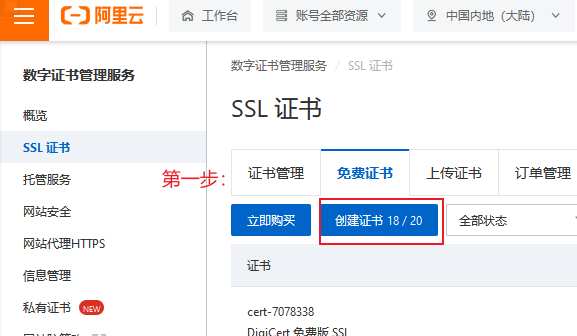 阿里云 工作台 账号全部资源 中国内地（大陆）
数字证书管理服务
概览
SSL 证书
托管服务
网站安全
网站代理HTTPS
信息管理
私有证书 NEW
数字证书管理服务 / SSL 证书
SSL 证书
证书管理 免费证书 上传证书 订单管理
第一步：
立即购买 创建证书 18 / 20 全部状态
证书
cert-7078338
DigiCert 免费版 SSL